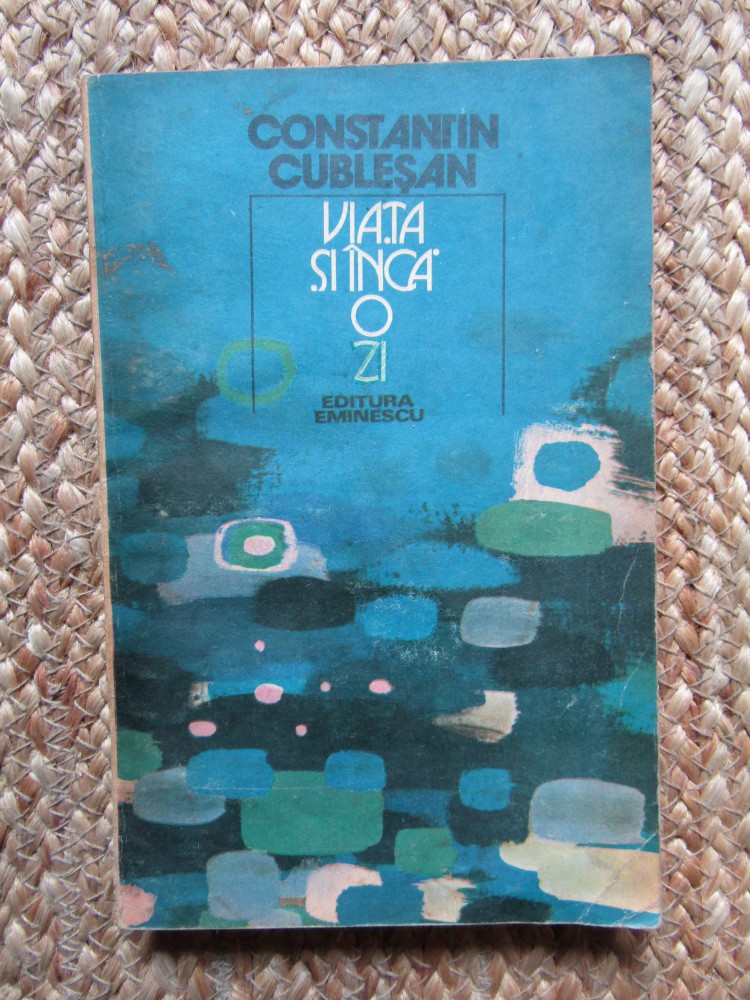 CONSTANTIN
CUBLEȘAN
VIAȚA
ȘI ÎNCĂ
O
ZI
EDITURA
EMINESCU